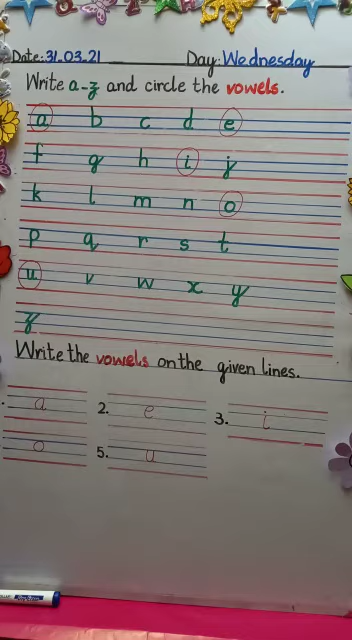 Date: 31.03.21 Day: Wednesday
Write a-z and circle the vowels.
a b c d e
f g h i j
k l m n o
p q r s t
u v w x y
z
Write the vowels on the given lines.
a 2. e 3. i
o 5. u